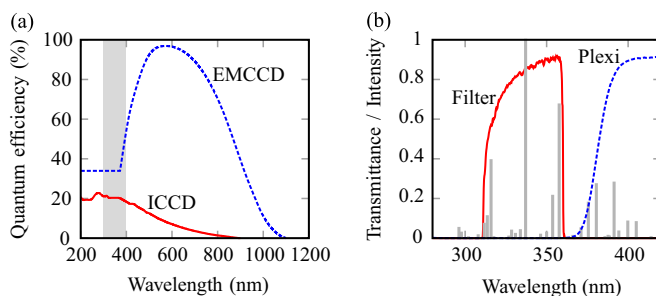 (a)
Quantum efficiency (%)
100
80
60
40
20
0
EMCCD
ICCD
200 400 600 800 1000 1200
Wavelength (nm)
(b)
Transmittance / Intensity
1
0.8
0.6
0.4
0.2
0
Filter
Plexi
300 350 400
Wavelength (nm)